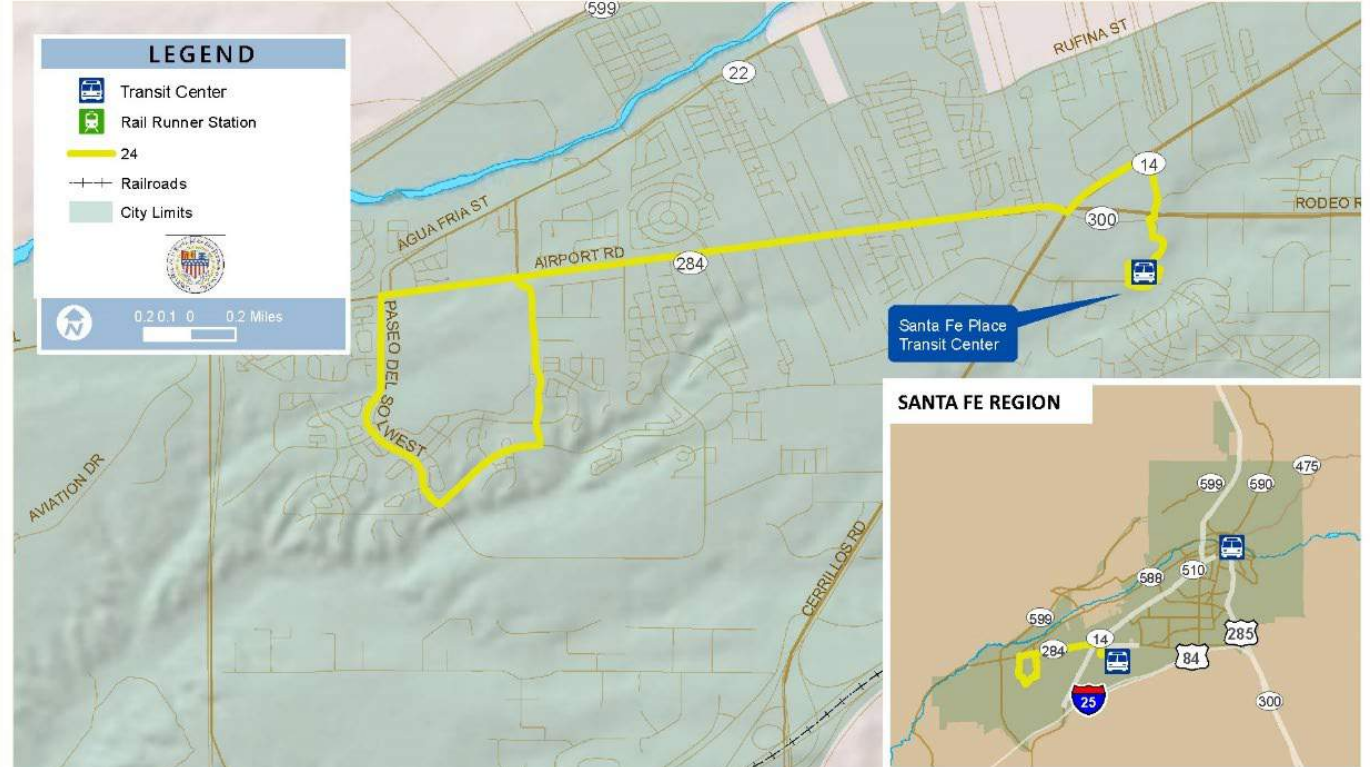 LEGEND
Transit Center
Rail Runner Station
24
Railroads
City Limits
0.2 0.1 0 0.2 Miles
N
599
22
RUFINA ST
14
300
RODEO R
AGUA FRIA ST
AIRPORT RD
284
PASEO DEL SOL WEST
Santa Fe Place
Transit Center
AVIATION DR
CERRILLOS RD
L
SANTA FE REGION
475
599
590
510
588
599
14
284
285
84
25
300